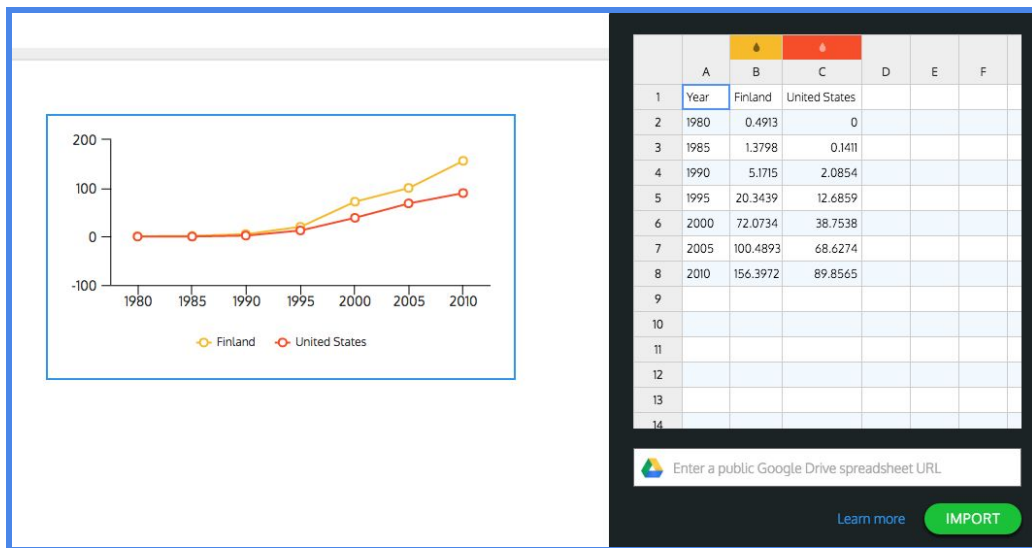 200
100
0
-100
1980 1985 1990 1995 2000 2005 2010
Finland United States
A B C D E F
1 Year Finland United States
2 1980 0.4913 0
3 1985 1.3798 0.1411
4 1990 5.1715 2.0854
5 1995 20.3439 12.6859
6 2000 72.0734 38.7538
7 2005 100.4893 68.6274
8 2010 156.3972 89.8565
9
10
11
12
13
14
Enter a public Google Drive spreadsheet URL
Learn more IMPORT